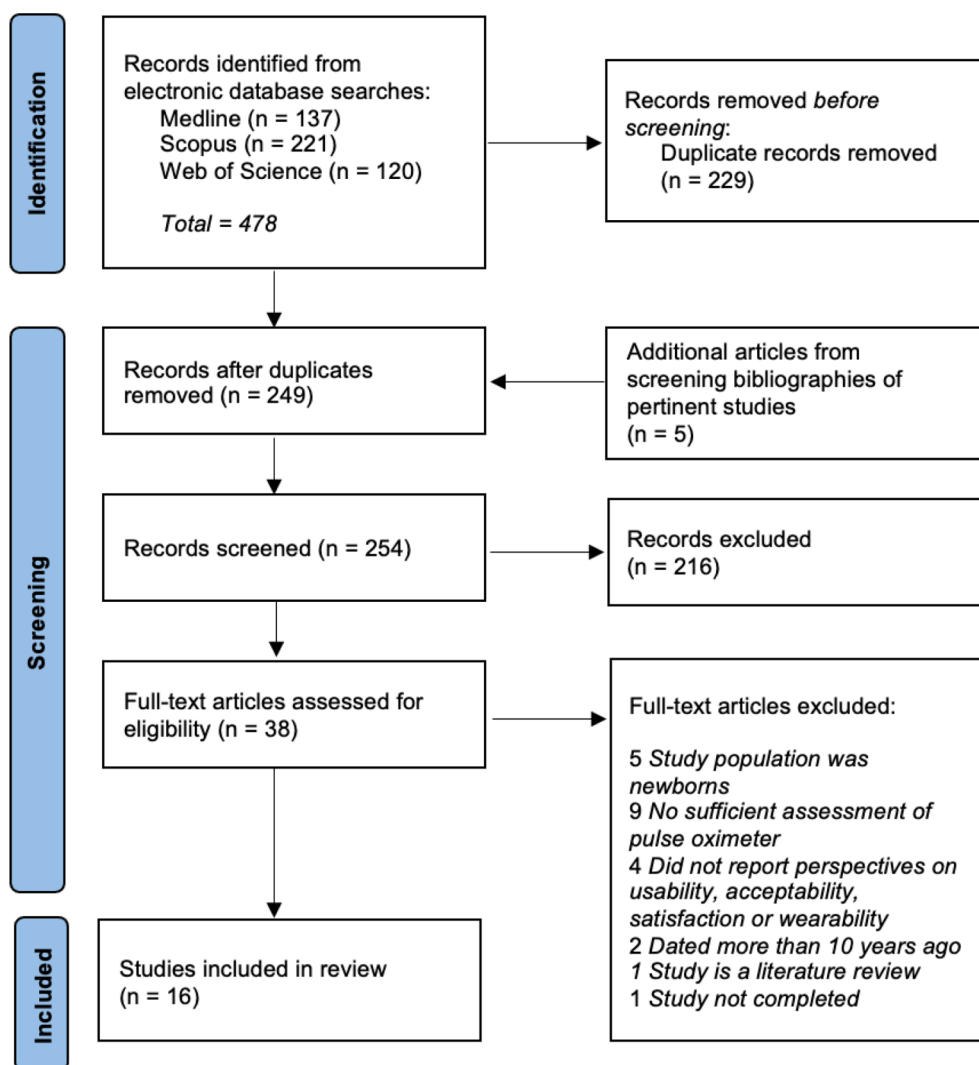 Identification
Records identified from
electronic database searches:
Medline (n = 137)
Scopus (n = 221)
Web of Science (n = 120)
Total = 478
Records removed before
screening:
Duplicate records removed
(n = 229)
Screening
Records after duplicates
removed (n = 249)
Additional articles from
screening bibliographies of
pertinent studies
(n = 5)
Records screened (n = 254)
Records excluded
(n = 216)
Full-text articles assessed for
eligibility (n = 38)
Full-text articles excluded:
5 Study population was
newborns
9 No sufficient assessment of
pulse oximeter
4 Did not report perspectives on
usability, acceptability,
satisfaction or wearability
2 Dated more than 10 years ago
1 Study is a literature review
1 Study not completed
Included
Studies included in review
(n = 16)